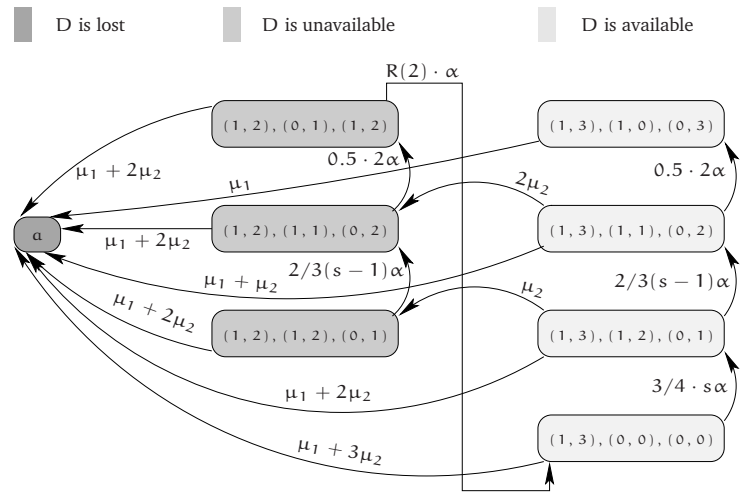 D is lost
D is unavailable
D is available
R(2) · α
(1, 2), (0, 1), (1, 2)
(1, 3), (1, 0), (0, 3)
0.5 · 2α
0.5 · 2α
μ₁ + 2μ₂
μ₁
2μ₂
a
(1, 2), (1, 1), (0, 2)
(1, 3), (1, 1), (0, 2)
μ₁ + 2μ₂
2/3(s − 1)α
μ₁ + μ₂
2/3(s − 1)α
μ₁ + 2μ₂
μ₂
(1, 2), (1, 2), (0, 1)
(1, 3), (1, 2), (0, 1)
μ₁ + 2μ₂
3/4 · sα
(1, 3), (0, 0), (0, 0)
μ₁ + 3μ₂